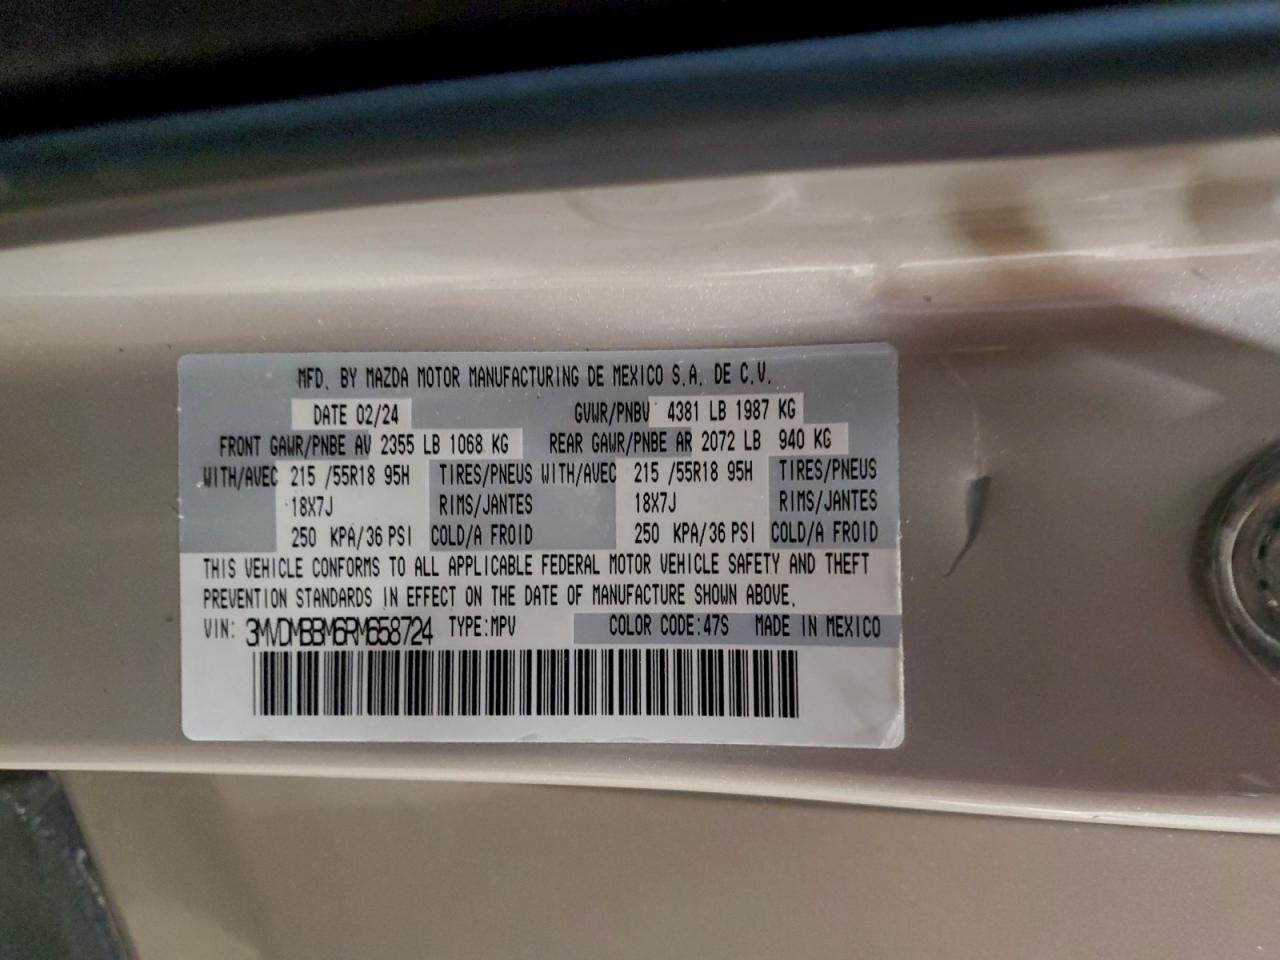 MFD. BY MAZDA MOTOR MANUFACTURING DE MEXICO S.A. DE C.V.
DATE 02/24 GVWR/PNBV 4381 LB 1987 KG
FRONT GAWR/PNBE AV 2355 LB 1068 KG REAR GAWR/PNBE AR 2072 LB 940 KG
WITH/AVEC 215 /55R18 95H TIRES/PNEUS WITH/AVEC 215 /55R18 95H TIRES/PNEUS
18X7J RIMS/JANTES 18X7J RIMS/JANTES
250 KPA/36 PSI COLD/A FROID 250 KPA/36 PSI COLD/A FROID
THIS VEHICLE CONFORMS TO ALL APPLICABLE FEDERAL MOTOR VEHICLE SAFETY AND THEFT
PREVENTION STANDARDS IN EFFECT ON THE DATE OF MANUFACTURE SHOWN ABOVE.
VIN: 3MVDMBBM6RM658724 TYPE:MPV COLOR CODE:47S MADE IN MEXICO